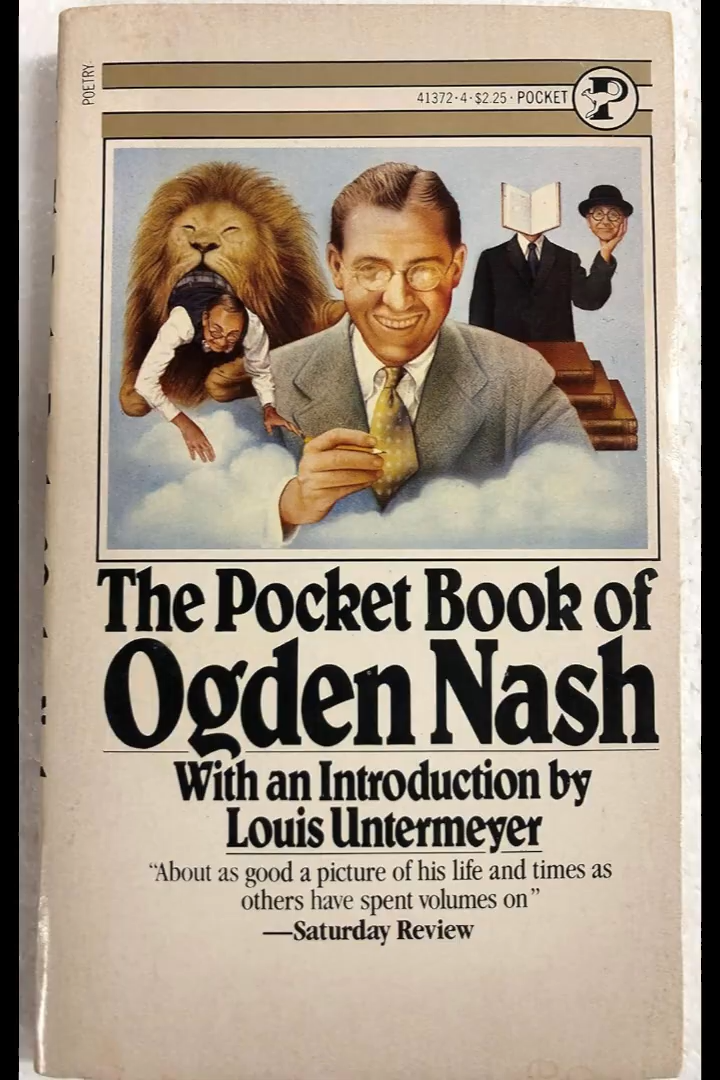 POETRY
41372·4·$2.25·POCKET
P
The Pocket Book of
Ogden Nash
With an Introduction by
Louis Untermeyer
“About as good a picture of his life and times as
others have spent volumes on”
—Saturday Review